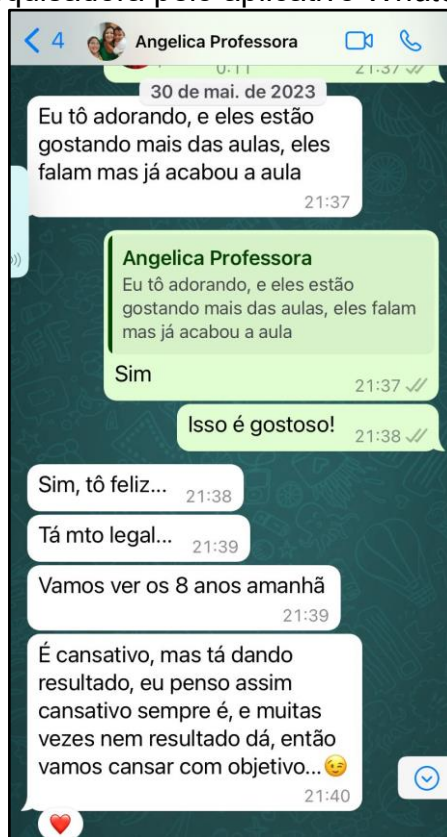 pelo aplicativo
4 Angelica Professora
0:11 21:37
30 de mai. de 2023
Eu tô adorando, e eles estão
gostando mais das aulas, eles
falam mas já acabou a aula
21:37
Angelica Professora
Eu tô adorando, e eles estão
gostando mais das aulas, eles falam
mas já acabou a aula
Sim
21:37
Isso é gostoso! 21:38
Sim, tô feliz... 21:38
Tá mto legal... 21:39
Vamos ver os 8 anos amanhã
21:39
É cansativo, mas tá dando
resultado, eu penso assim
cansativo sempre é, e muitas
vezes nem resultado dá, então
vamos cansar com objetivo...😉
21:40
❤️